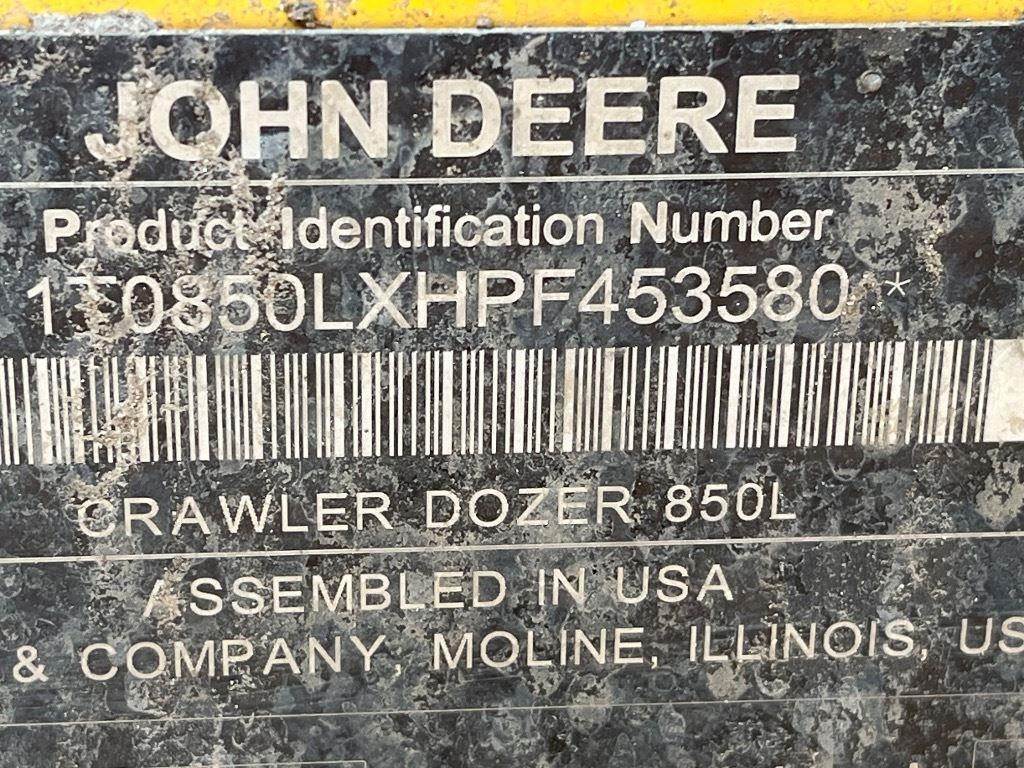 JOHN DEERE
Product Identification Number
1T0850LXHPF453580 *
CRAWLER DOZER 850L
ASSEMBLED IN USA
& COMPANY, MOLINE, ILLINOIS, US